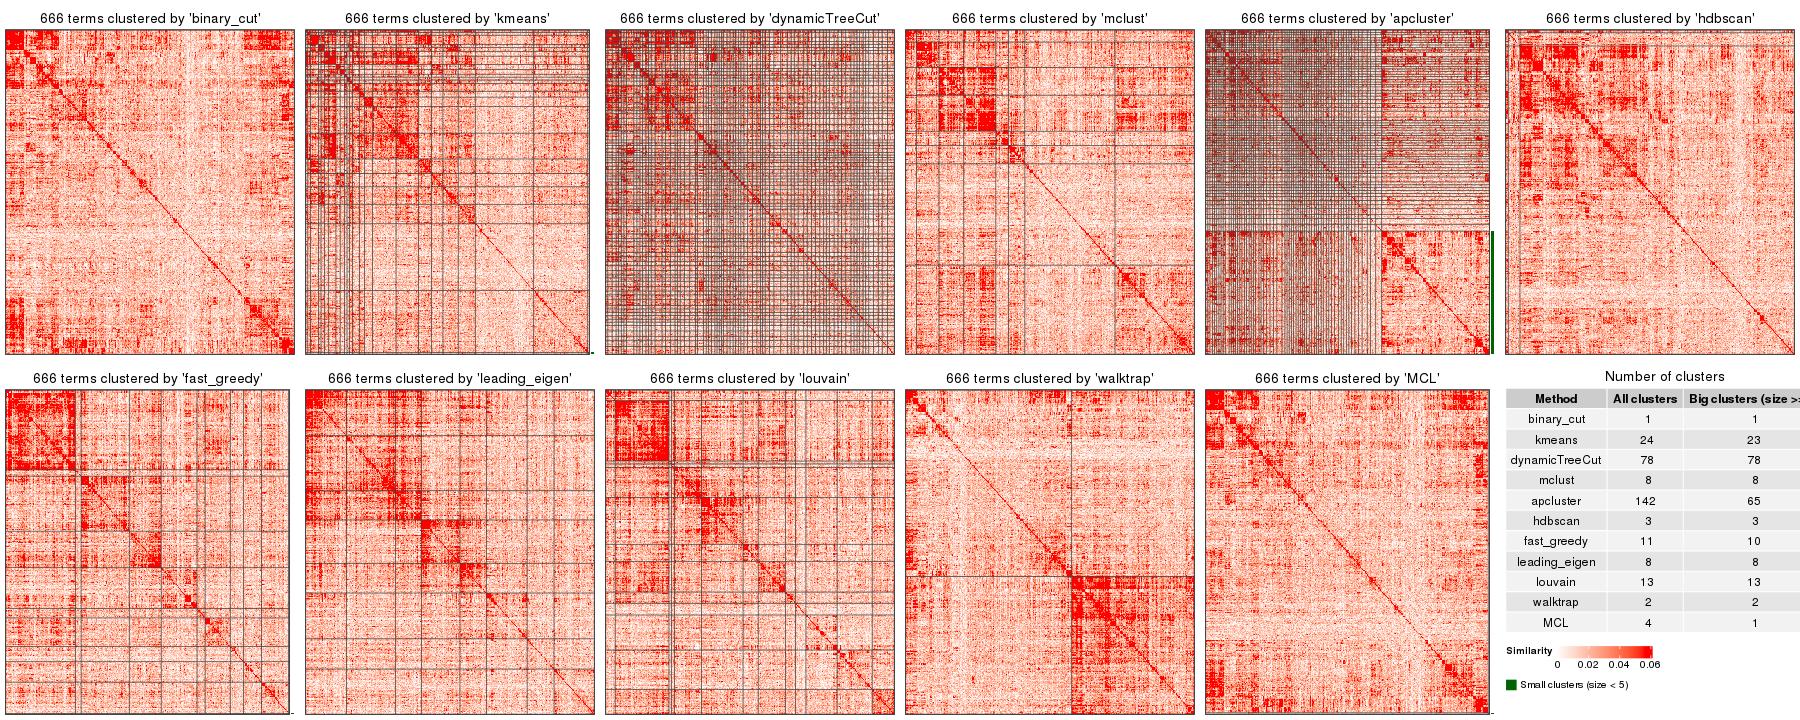 666 terms clustered by 'binary_cut'
666 terms clustered by 'kmeans'
666 terms clustered by 'dynamicTreeCut'
666 terms clustered by 'mclust'
666 terms clustered by 'apcluster'
666 terms clustered by 'hdbscan'
666 terms clustered by 'fast_greedy'
666 terms clustered by 'leading_eigen'
666 terms clustered by 'louvain'
666 terms clustered by 'walktrap'
666 terms clustered by 'MCL'
Number of clusters
Method All clusters Big clusters (size >=
binary_cut 1 1
kmeans 24 23
dynamicTreeCut 78 78
mclust 8 8
apcluster 142 65
hdbscan 3 3
fast_greedy 11 10
leading_eigen 8 8
louvain 13 13
walktrap 2 2
MCL 4 1
Similarity
0 0.02 0.04 0.06
Small clusters (size < 5)